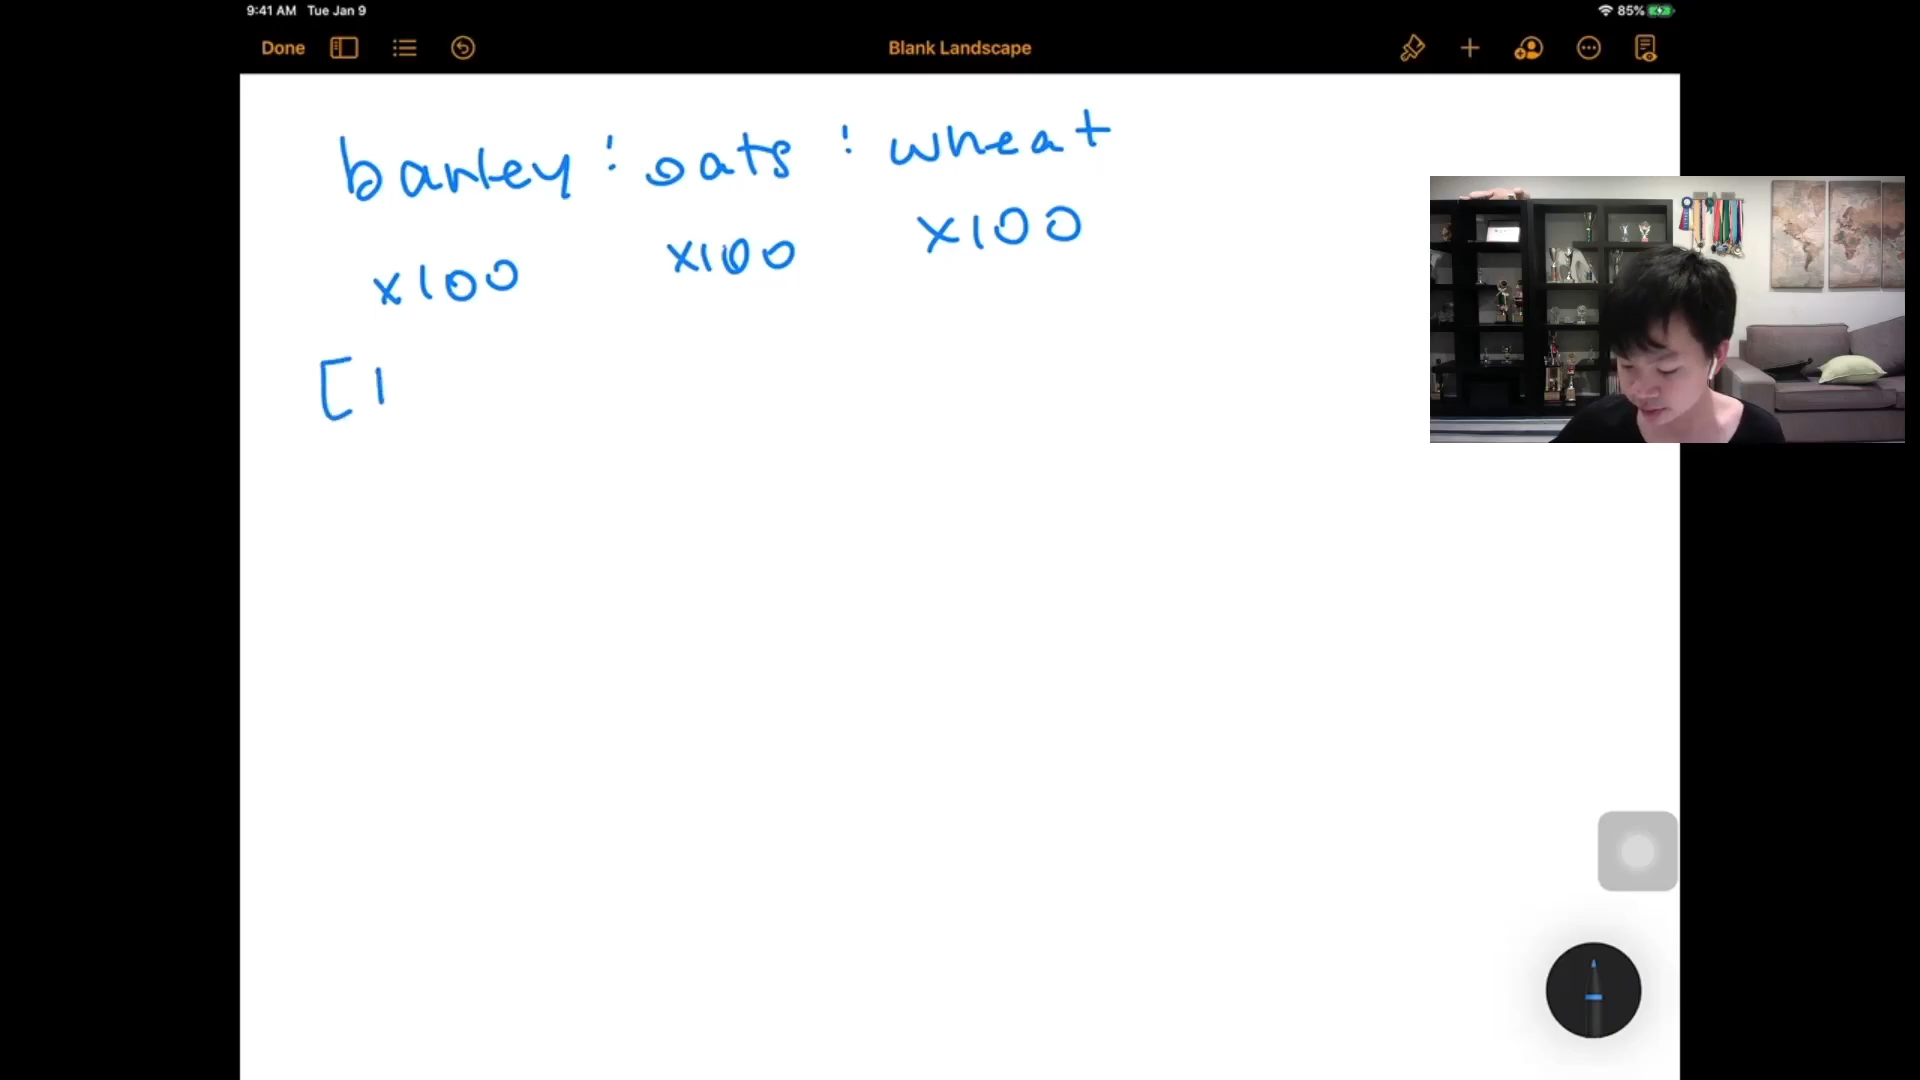 9:41 AM Tue Jan 9
85%
Done
Blank Landscape
barley : oats : wheat
x100 x100 x100
[1